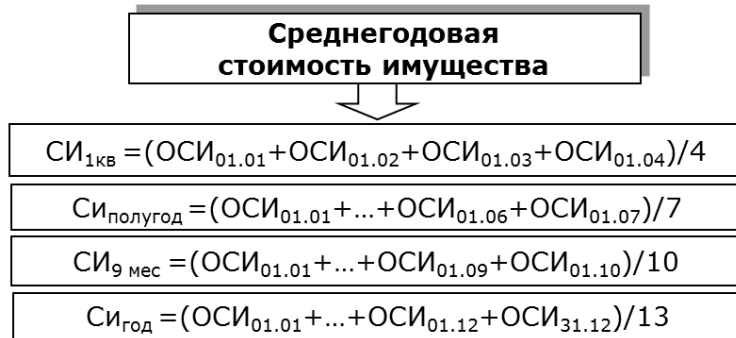 Среднегодовая
стоимость имущества
СИ1кв =(ОСИ01.01+ОСИ01.02+ОСИ01.03+ОСИ01.04)/4
Сиполугод =(ОСИ01.01+...+ОСИ01.06+ОСИ01.07)/7
СИ9 мес =(ОСИ01.01+...+ОСИ01.09+ОСИ01.10)/10
Сигод =(ОСИ01.01+...+ОСИ01.12+ОСИ31.12)/13